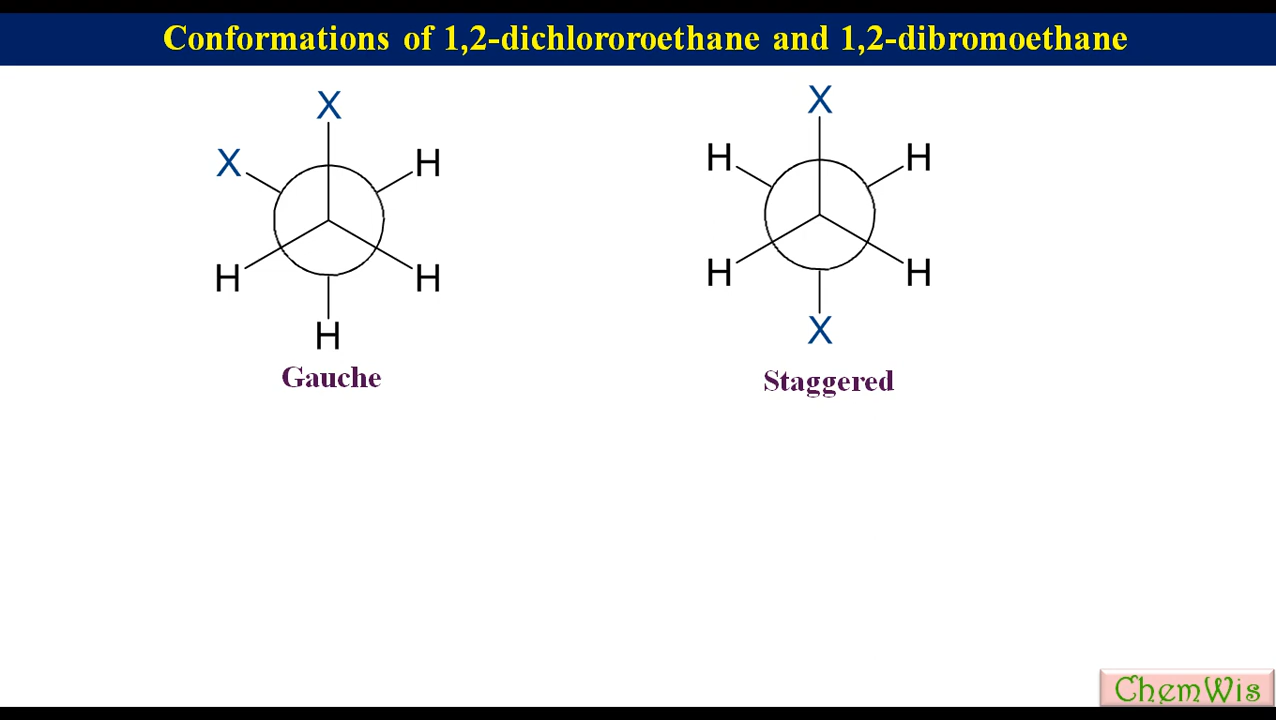 Conformations of 1,2-dichlororoethane and 1,2-dibromoethane
X
X
H
H
H
H
Gauche
X
H
H
H
H
X
Staggered
ChemWis